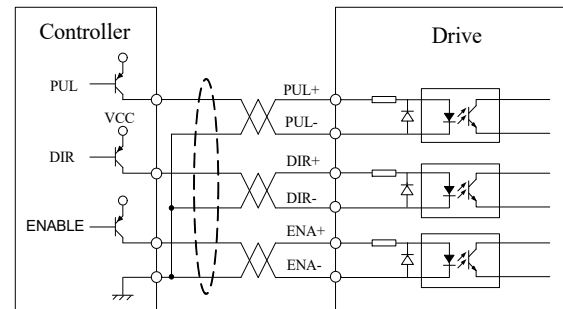 Controller
Drive
PUL
PUL+
PUL-
VCC
DIR
DIR+
DIR-
ENABLE
ENA+
ENA-